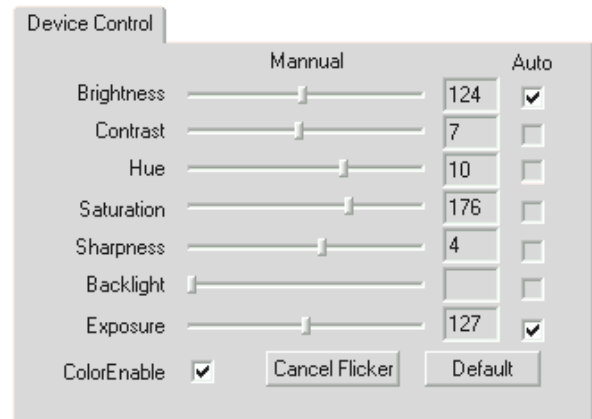 Device Control
Mannual Auto
Brightness 124
Contrast 7
Hue 10
Saturation 176
Sharpness 4
Backlight
Exposure 127
ColorEnable Cancel Flicker Default